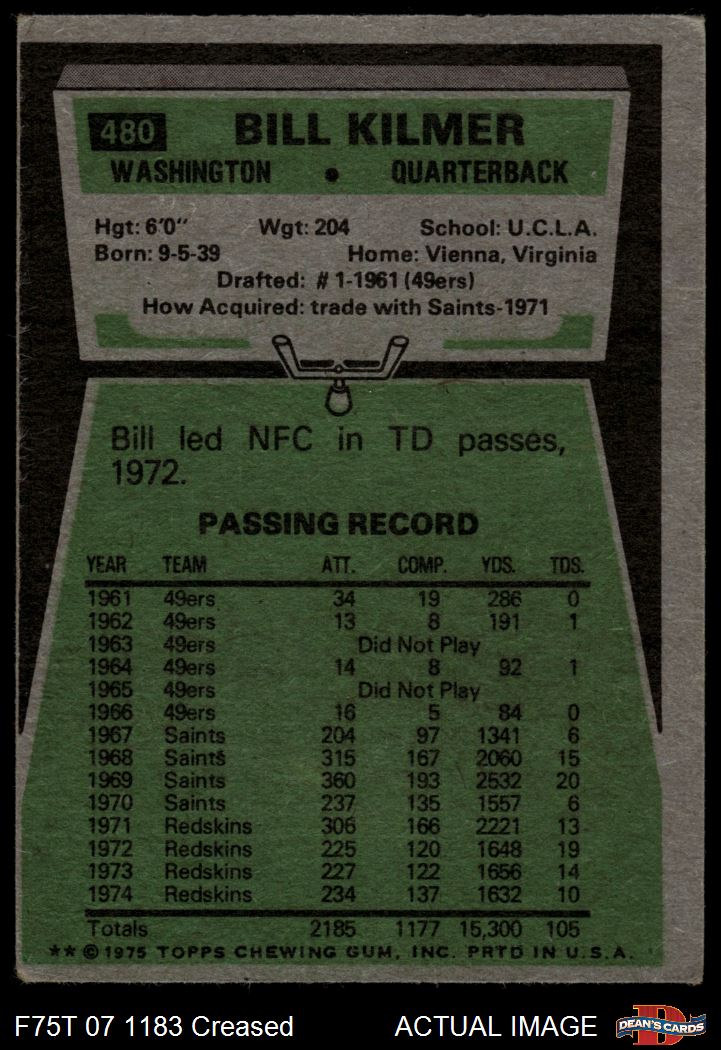 480 BILL KILMER
WASHINGTON • QUARTERBACK
Hgt: 6'0" Wgt: 204 School: U.C.L.A.
Born: 9-5-39 Home: Vienna, Virginia
Drafted: #1-1961 (49ers)
How Acquired: trade with Saints-1971
Bill led NFC in TD passes,
1972.
PASSING RECORD
YEAR TEAM ATT. COMP. YDS. TDS.
1961 49ers 34 19 286 0
1962 49ers 13 8 191 1
1963 49ers Did Not Play
1964 49ers 14 8 92 1
1965 49ers Did Not Play
1966 49ers 16 5 84 0
1967 Saints 204 97 1341 6
1968 Saints 315 167 2060 15
1969 Saints 360 193 2532 20
1970 Saints 237 135 1557 6
1971 Redskins 306 166 2221 13
1972 Redskins 225 120 1648 19
1973 Redskins 227 122 1656 14
1974 Redskins 234 137 1632 10
Totals 2185 1177 15,300 105
**©1975 TOPPS CHEWING GUM, INC. PRTD IN U.S.A.
F75T 07 1183 Creased ACTUAL IMAGE D DEAN'S CARDS